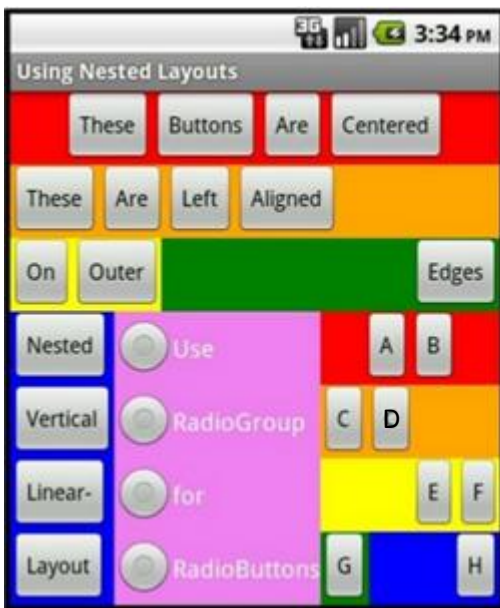 3G 3:34 PM
Using Nested Layouts
These Buttons Are Centered
These Are Left Aligned
On Outer Edges
Nested Use A B
Vertical RadioGroup C D
Linear- for E F
Layout RadioButtons G H